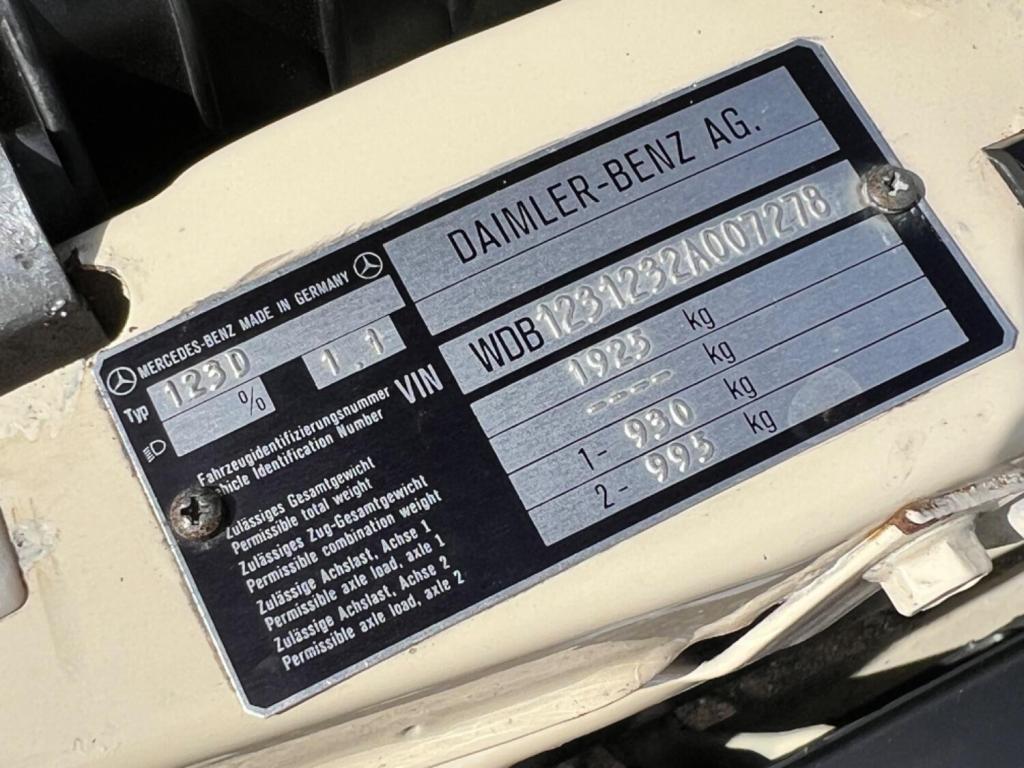 DAIMLER-BENZ AG.
MERCEDES-BENZ MADE IN GERMANY
Typ 123D
% 1.1
Fahrzeugidentifizierungsnummer
hicle Identification Number
VIN WDB1231232A007278
Zulässiges Gesamtgewicht
Permissible total weight
1925 kg
Zulässiges Zug-Gesamtgewicht
Permissible combination weight
---- kg
Zulässige Achslast, Achse 1
Permissible axle load, axle 1
1- 930 kg
Zulässige Achslast, Achse 2
Permissible axle load, axle 2
2- 995 kg